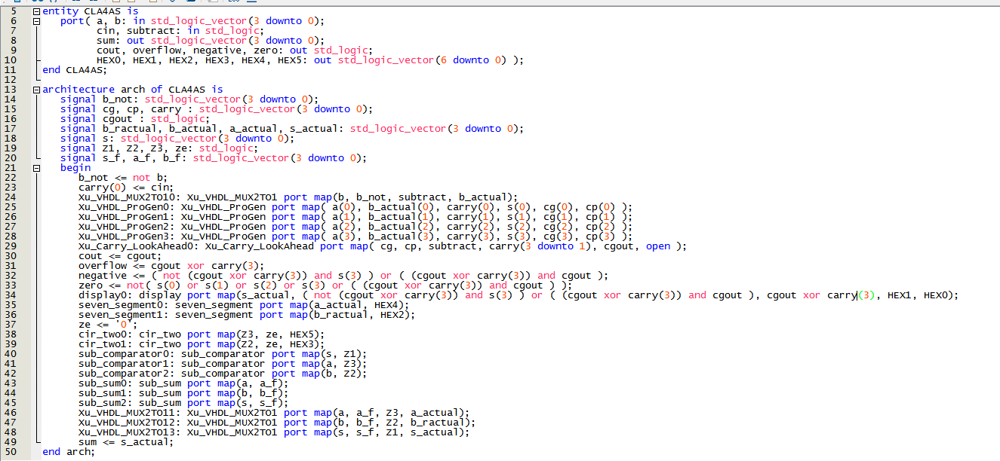 5 entity CLA4AS is
6 port( a, b: in std_logic_vector(3 downto 0);
7 cin, subtract: in std_logic;
8 sum: out std_logic_vector(3 downto 0);
9 cout, overflow, negative, zero: out std_logic;
10 HEX0, HEX1, HEX2, HEX3, HEX4, HEX5: out std_logic_vector(6 downto 0) );
11 end CLA4AS;
12
13 architecture arch of CLA4AS is
14 signal b_not: std_logic_vector(3 downto 0);
15 signal cg, cp, carry : std_logic_vector(3 downto 0);
16 signal cgout : std_logic;
17 signal b_ractual, b_actual, a_actual, s_actual: std_logic_vector(3 downto 0);
18 signal s: std_logic_vector(3 downto 0);
19 signal Z1, Z2, Z3, ze: std_logic;
20 signal s_f, a_f, b_f: std_logic_vector(3 downto 0);
21 begin
22 b_not <= not b;
23 carry(0) <= cin;
24 Xu_VHDL_MUX2TO10: Xu_VHDL_MUX2TO1 port map(b, b_not, subtract, b_actual);
25 Xu_VHDL_ProGen0: Xu_VHDL_ProGen port map( a(0), b_actual(0), carry(0), s(0), cg(0), cp(0) );
26 Xu_VHDL_ProGen1: Xu_VHDL_ProGen port map( a(1), b_actual(1), carry(1), s(1), cg(1), cp(1) );
27 Xu_VHDL_ProGen2: Xu_VHDL_ProGen port map( a(2), b_actual(2), carry(2), s(2), cg(2), cp(2) );
28 Xu_VHDL_ProGen3: Xu_VHDL_ProGen port map( a(3), b_actual(3), carry(3), s(3), cg(3), cp(3) );
29 Xu_Carry_LookAhead0: Xu_Carry_LookAhead port map( cg, cp, subtract, carry(3 downto 1), cgout, open );
30 cout <= cgout;
31 overflow <= cgout xor carry(3);
32 negative <= ( not (cgout xor carry(3)) and s(3) ) or ( (cgout xor carry(3)) and cgout );
33 zero <= not( s(0) or s(1) or s(2) or s(3) or ( (cgout xor carry(3)) and cgout ) );
34 display0: display port map(s_actual, ( not (cgout xor carry(3)) and s(3) ) or ( (cgout xor carry(3)) and cgout ), cgout xor carry(3), HEX1, HEX0);
35 seven_segment0: seven_segment port map(a_actual, HEX4);
36 seven_segment1: seven_segment port map(b_ractual, HEX2);
37 ze <= '0';
38 cir_two0: cir_two port map(Z3, ze, HEX5);
39 cir_two1: cir_two port map(Z2, ze, HEX3);
40 sub_comparator0: sub_comparator port map(s, Z1);
41 sub_comparator1: sub_comparator port map(a, Z3);
42 sub_comparator2: sub_comparator port map(b, Z2);
43 sub_sum0: sub_sum port map(a, a_f);
44 sub_sum1: sub_sum port map(b, b_f);
45 sub_sum2: sub_sum port map(s, s_f);
46 Xu_VHDL_MUX2TO11: Xu_VHDL_MUX2TO1 port map(a, a_f, Z3, a_actual);
47 Xu_VHDL_MUX2TO12: Xu_VHDL_MUX2TO1 port map(b, b_f, Z2, b_ractual);
48 Xu_VHDL_MUX2TO13: Xu_VHDL_MUX2TO1 port map(s, s_f, Z1, s_actual);
49 sum <= s_actual;
50 end arch;